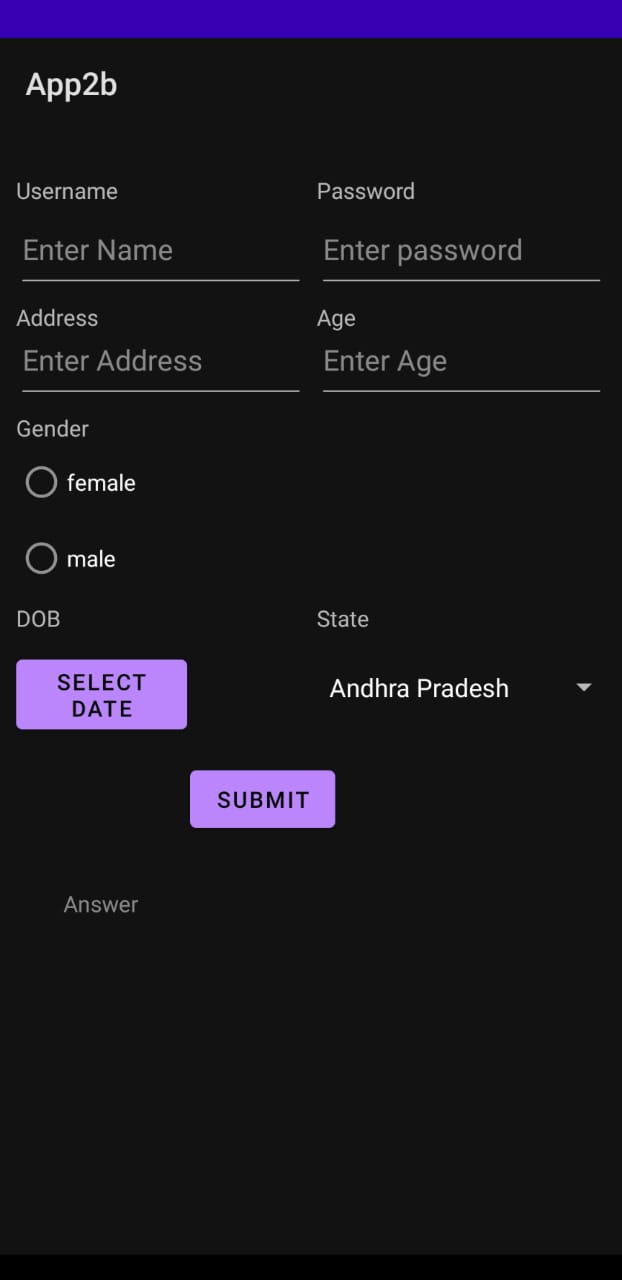 App2b
Username Password
Enter Name Enter password
Address Age
Enter Address Enter Age
Gender
female
male
DOB State
SELECT
DATE
Andhra Pradesh
SUBMIT
Answer